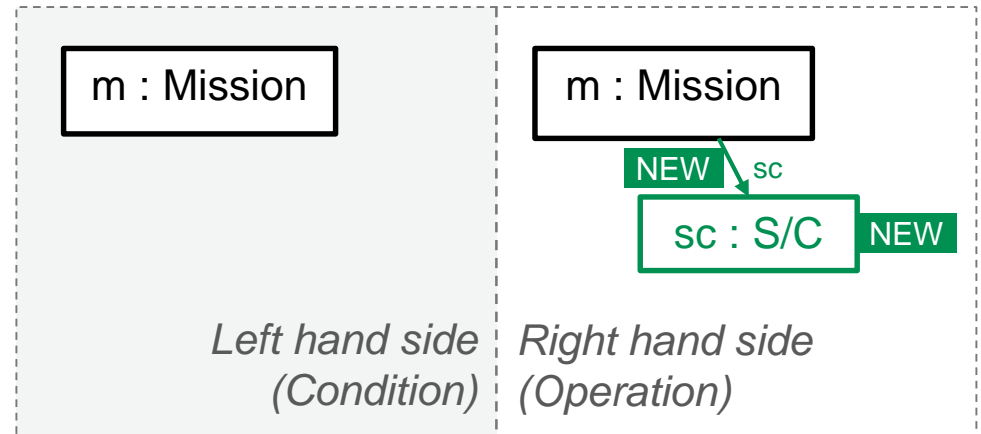 m : Mission
Left hand side
(Condition)
m : Mission
NEW
sc
sc : S/C
NEW
Right hand side
(Operation)